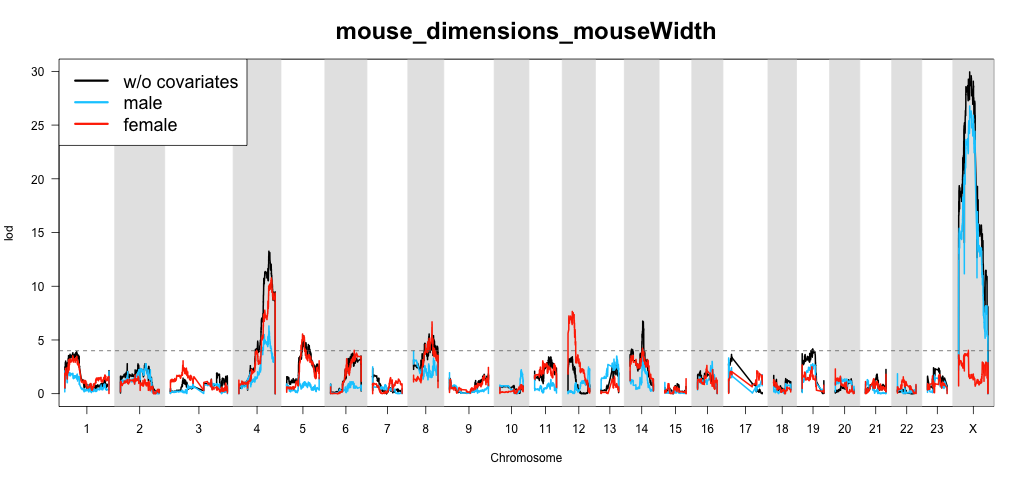 mouse_dimensions_mouseWidth
w/o covariates
male
female
30
25
20
15
10
5
0
lod
1 2 3 4 5 6 7 8 9 10 11 12 13 14 15 16 17 18 19 20 21 22 23 X
Chromosome